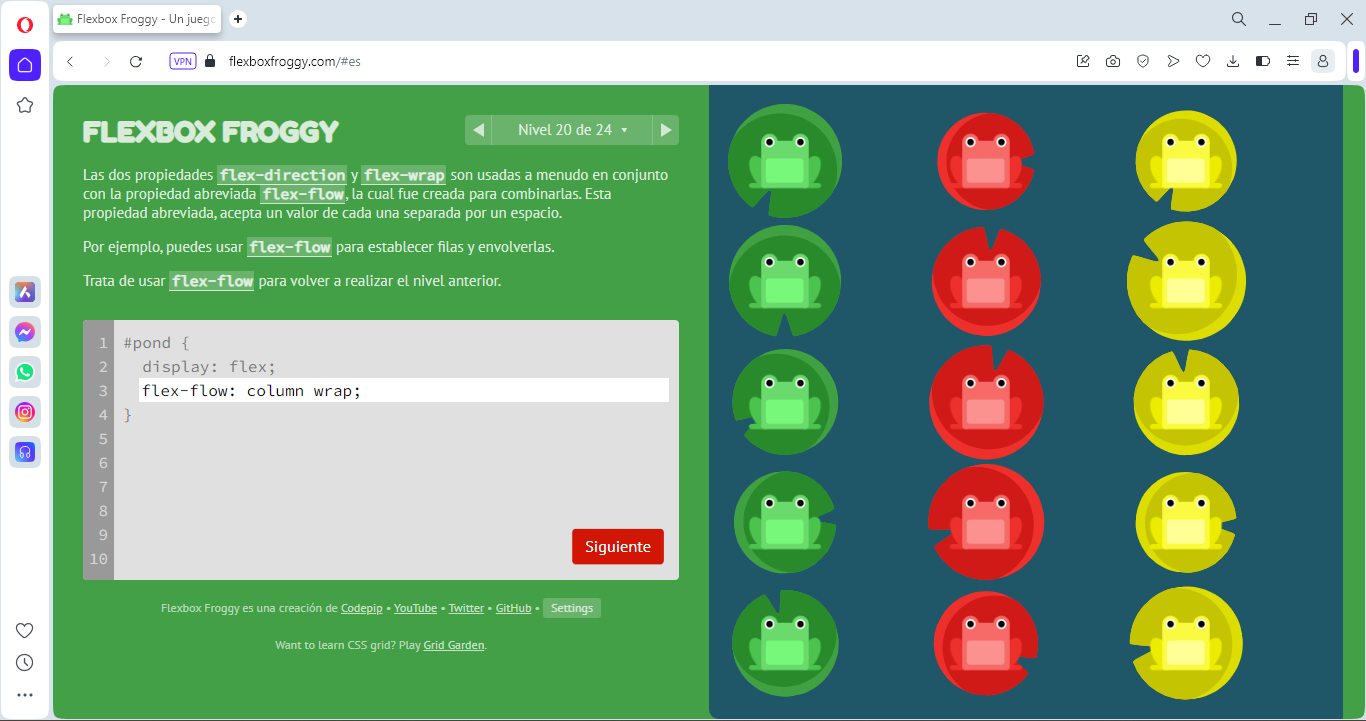 Flexbox Froggy - Un juego
VPN
flexboxfroggy.com/#es
FLEXBOX FROGGY
Nivel 20 de 24
Las dos propiedades flex-direction y flex-wrap son usadas a menudo en conjunto
con la propiedad abreviada flex-flow, la cual fue creada para combinarlas. Esta
propiedad abreviada, acepta un valor de cada una separada por un espacio.
Por ejemplo, puedes usar flex-flow para establecer filas y envolverlas.
Trata de usar flex-flow para volver a realizar el nivel anterior.
1 #pond {
2 display: flex;
3 flex-flow: column wrap;
4 }
5
6
7
8
9
10
Siguiente
Flexbox Froggy es una creación de Codepip • YouTube • Twitter • GitHub • Settings
Want to learn CSS grid? Play Grid Garden.